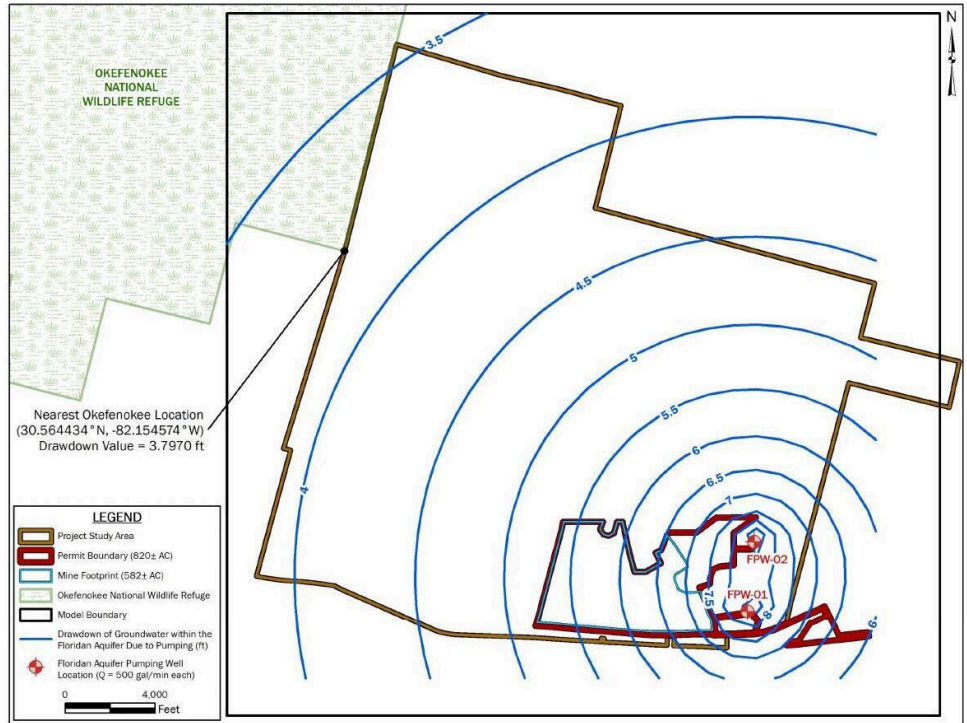 N
3.5
OKEFENOKEE
NATIONAL
WILDLIFE REFUGE
4.5
5
5.5
6
6.5
7
Nearest Okefenokee Location
(30.564434°N, -82.154574°W)
Drawdown Value = 3.7970 ft
4
FPW-02
7.5
FPW-01
8
6
LEGEND
Project Study Area
Permit Boundary (820± AC)
Mine Footprint (582± AC)
Okefenokee National Wildlife Refuge
Model Boundary
Drawdown of Groundwater within the
Floridan Aquifer Due to Pumping (ft)
Floridan Aquifer Pumping Well
Location (Q = 500 gal/min each)
0 4,000
Feet